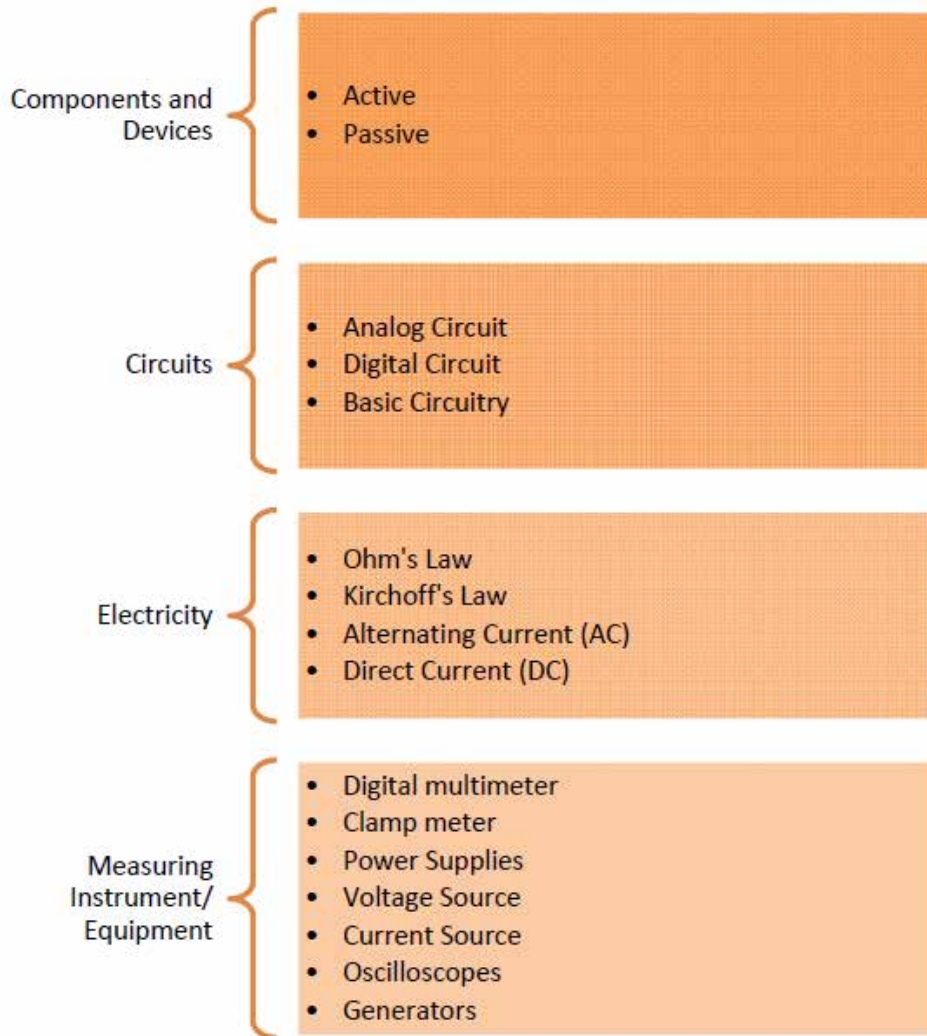 Components and
Devices
• Active
• Passive
Circuits
• Analog Circuit
• Digital Circuit
• Basic Circuitry
Electricity
• Ohm's Law
• Kirchoff's Law
• Alternating Current (AC)
• Direct Current (DC)
Measuring
Instrument/
Equipment
• Digital multimeter
• Clamp meter
• Power Supplies
• Voltage Source
• Current Source
• Oscilloscopes
• Generators